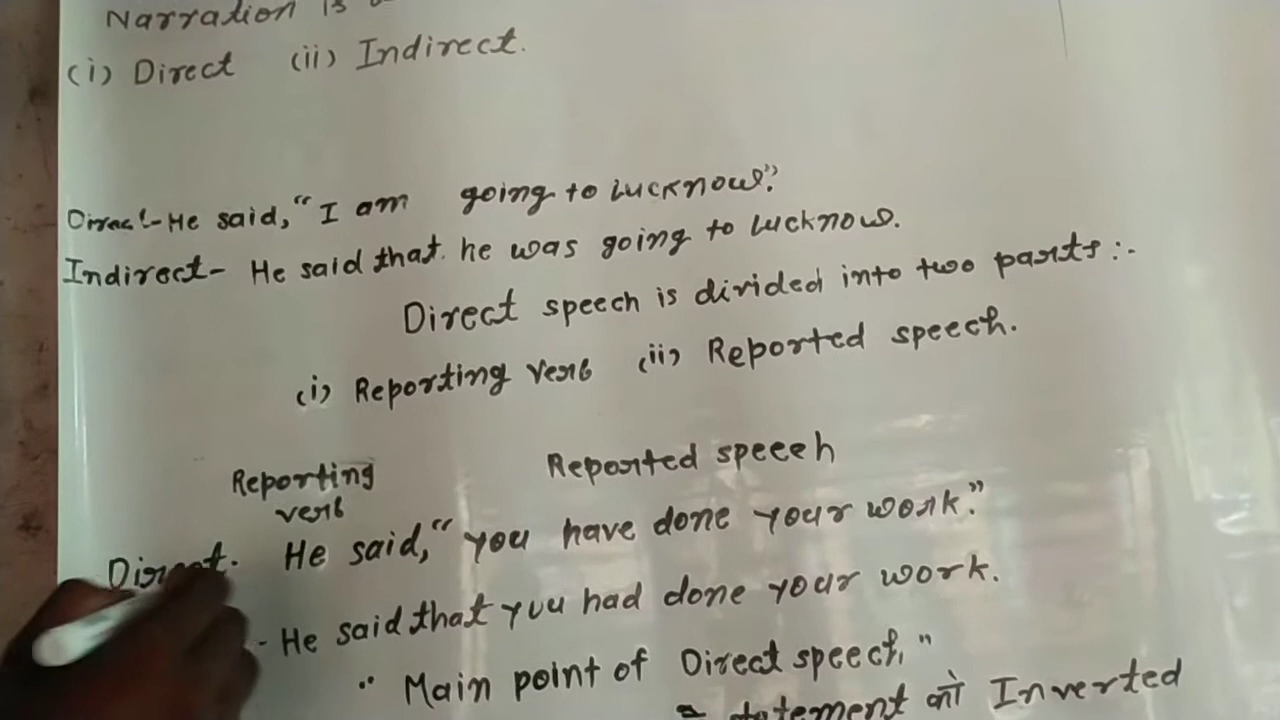 Narration is
(i) Direct (ii) Indirect.
Direct - He said, "I am going to Lucknow".
Indirect - He said that he was going to Lucknow.
Direct speech is divided into two parts :-
(i) Reporting verb (ii) Reported speech.
Reporting verb Reported speech
Direct - He said, "you have done your work."
- He said that you had done your work.
" Main point of Direct speech, "
statement को Inverted